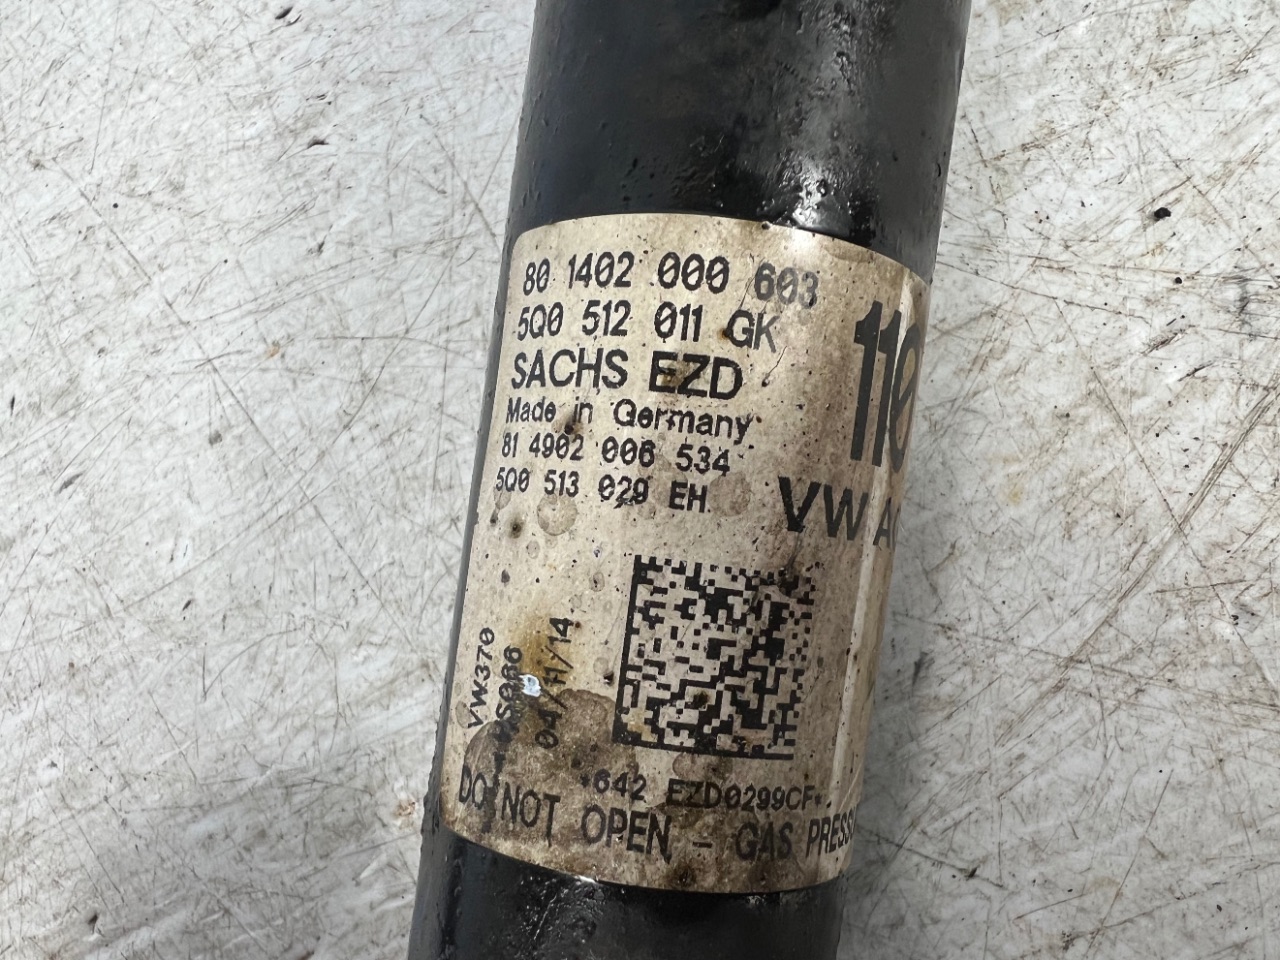 80 1402 000 603
5Q0 512 011 GK
SACHS EZD
Made in Germany
81 4902 006 534
5Q0 513 029 EH
110
VW
VW370
04/11/14
*642 EZD0299CF*
DO NOT OPEN - GAS